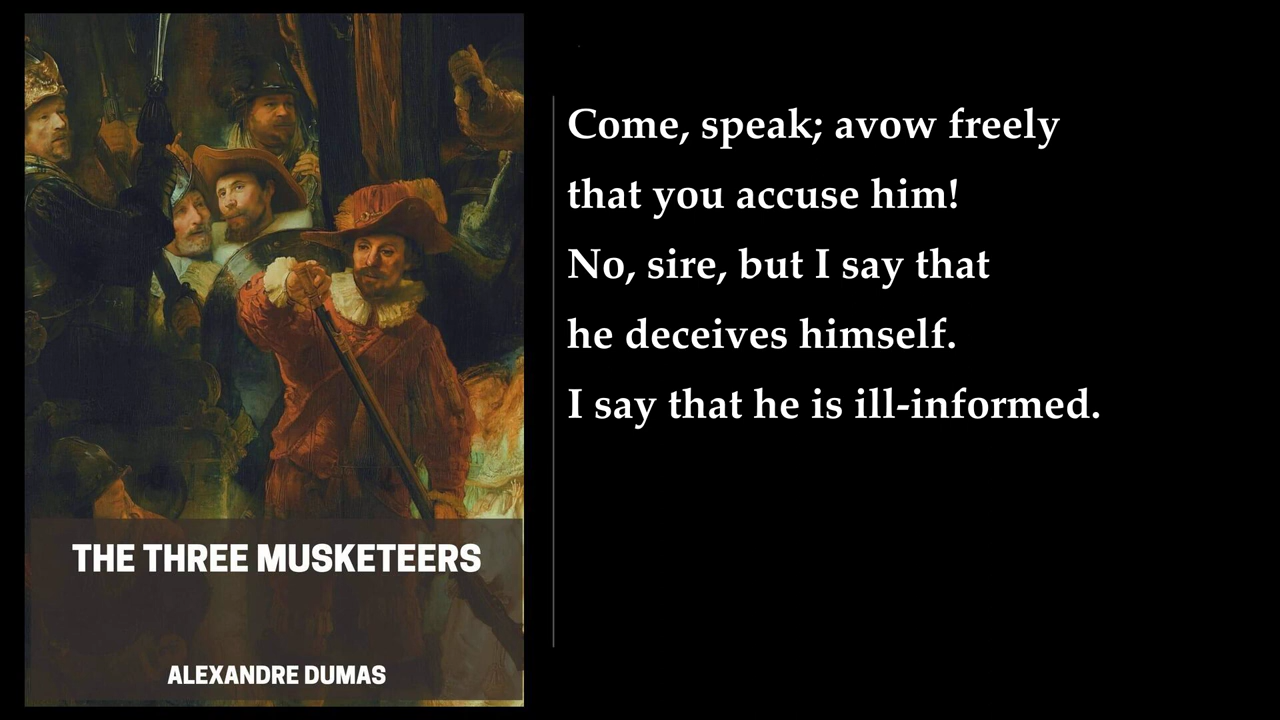 THE THREE MUSKETEERS
ALEXANDRE DUMAS
Come, speak; avow freely
that you accuse him!
No, sire, but I say that
he deceives himself.
I say that he is ill-informed.